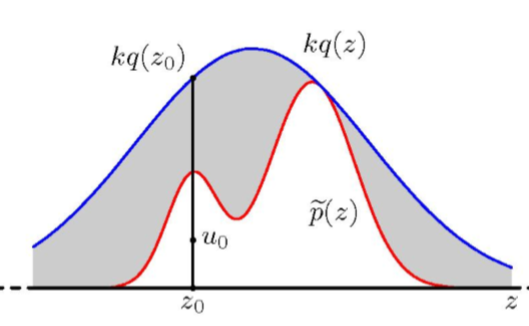 kq(z₀)
kq(z)
p̃(z)
u₀
z₀
z